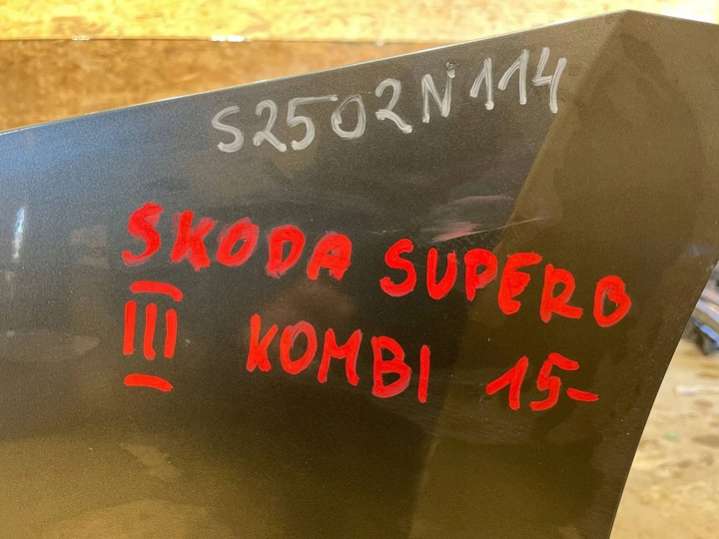 S2502N114
SKODA SUPERB
III KOMBI 15-